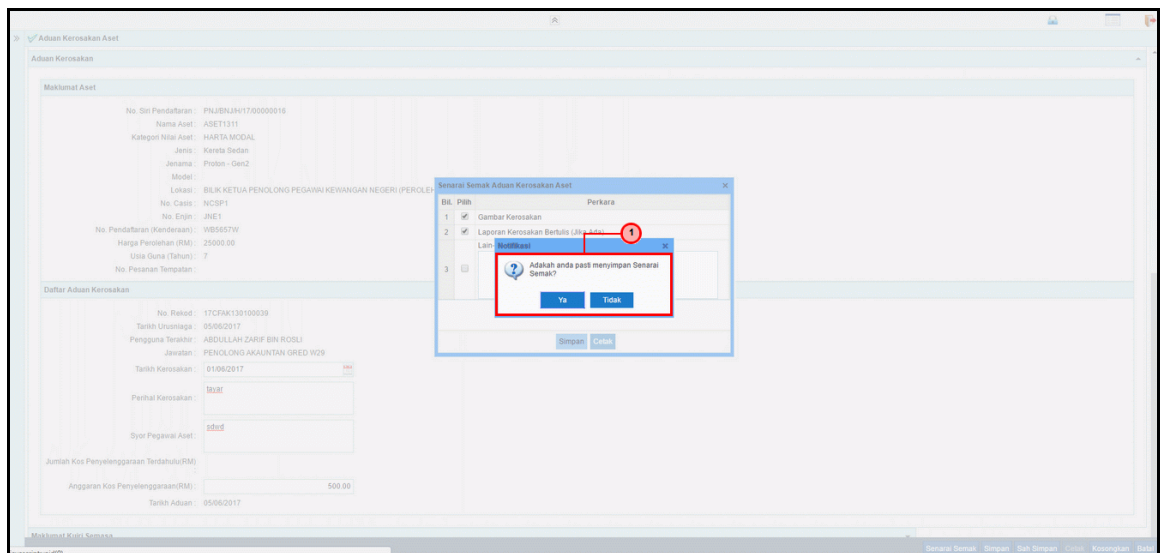 Aduan Kerosakan Aset
Aduan Kerosakan
Maklumat Aset
No. Siri Pendaftaran : PNJ/BNJ/H/17/00000016
Nama Aset : ASET1311
Kategori Nilai Aset : HARTA MODAL
Jenis : Kereta Sedan
Jenama : Proton - Gen2
Model :
Lokasi : BILIK KETUA PENOLONG PEGAWAI KEWANGAN NEGERI (PEROLEH
No. Casis : NCSP1
No. Enjin : JNE1
No. Pendaftaran (Kenderaan) : WB5657W
Harga Perolehan (RM) : 25000.00
Usia Guna (Tahun) : 7
No. Pesanan Tempatan :
Daftar Aduan Kerosakan
No. Rekod : 17CFAK130100039
Tarikh Urusniaga : 05/06/2017
Pengguna Terakhir : ABDULLAH ZARIF BIN ROSLI
Jawatan : PENOLONG AKAUNTAN GRED W29
Tarikh Kerosakan : 01/06/2017
Perihal Kerosakan : tayar
Syor Pegawai Aset :
Jumlah Kos Penyelenggaraan Terdahulu(RM)
Anggaran Kos Penyelenggaraan(RM) : 500.00
Tarikh Aduan : 05/06/2017
Maklumat Kuiri Semasa
Senarai Semak Aduan Kerosakan Aset
Bil. Pilih Perkara
1 Gambar Kerosakan
2 Laporan Kerosakan Bertulis (Jika Ada)
3 Lain-
Notifikasi
1
Adakah anda pasti menyimpan Senarai
Semak?
Ya Tidak
Simpan Cetak
Senarai Semak Simpan Sah Simpan Cetak Kosongkan Batal